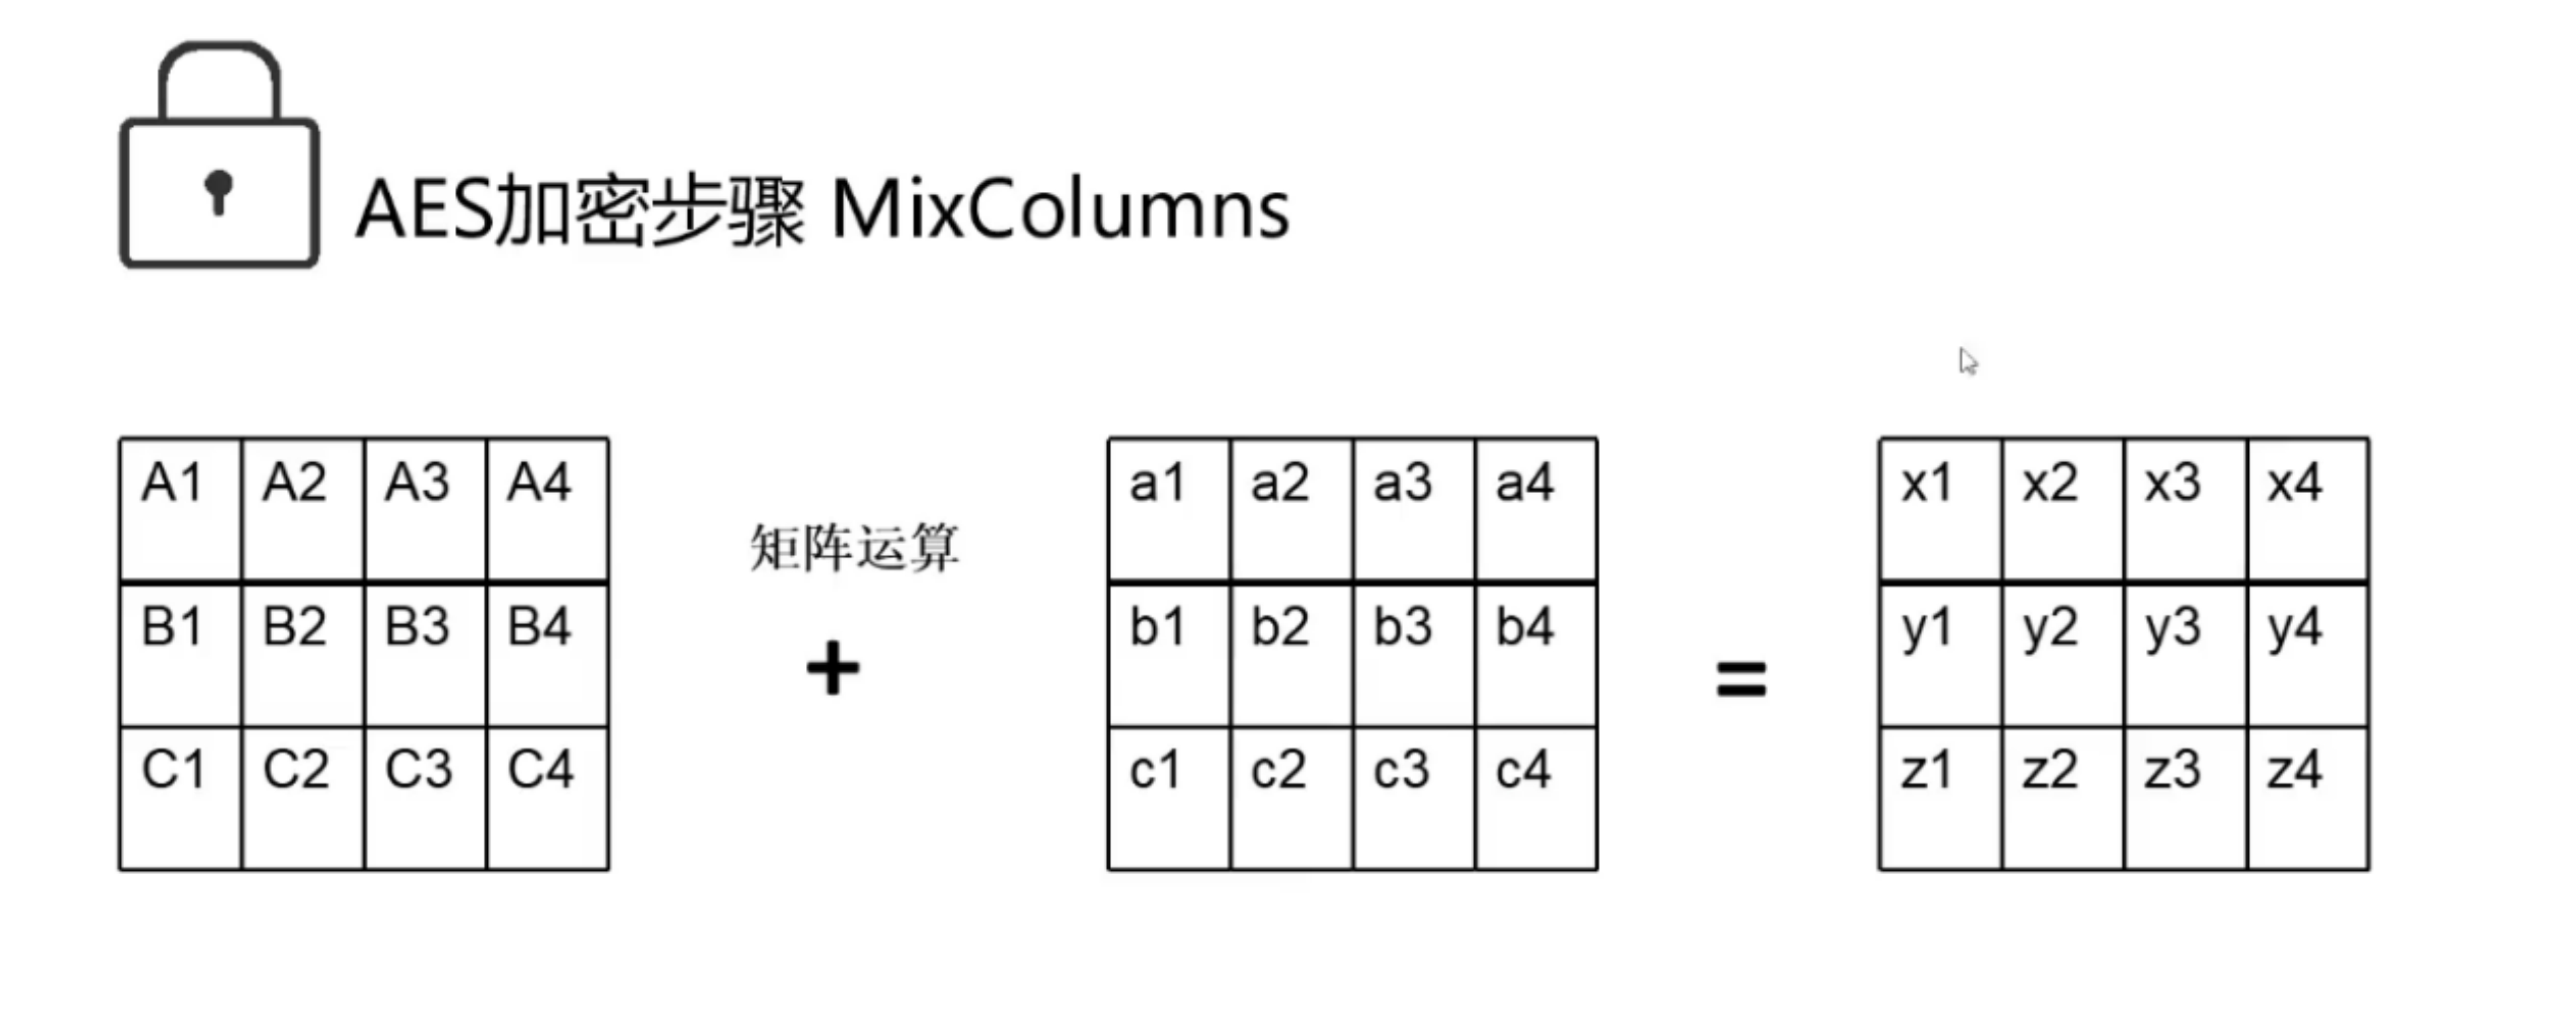 AES加密步骤 MixColumns
A1 A2 A3 A4
B1 B2 B3 B4
C1 C2 C3 C4
矩阵运算
+
a1 a2 a3 a4
b1 b2 b3 b4
c1 c2 c3 c4
=
x1 x2 x3 x4
y1 y2 y3 y4
z1 z2 z3 z4